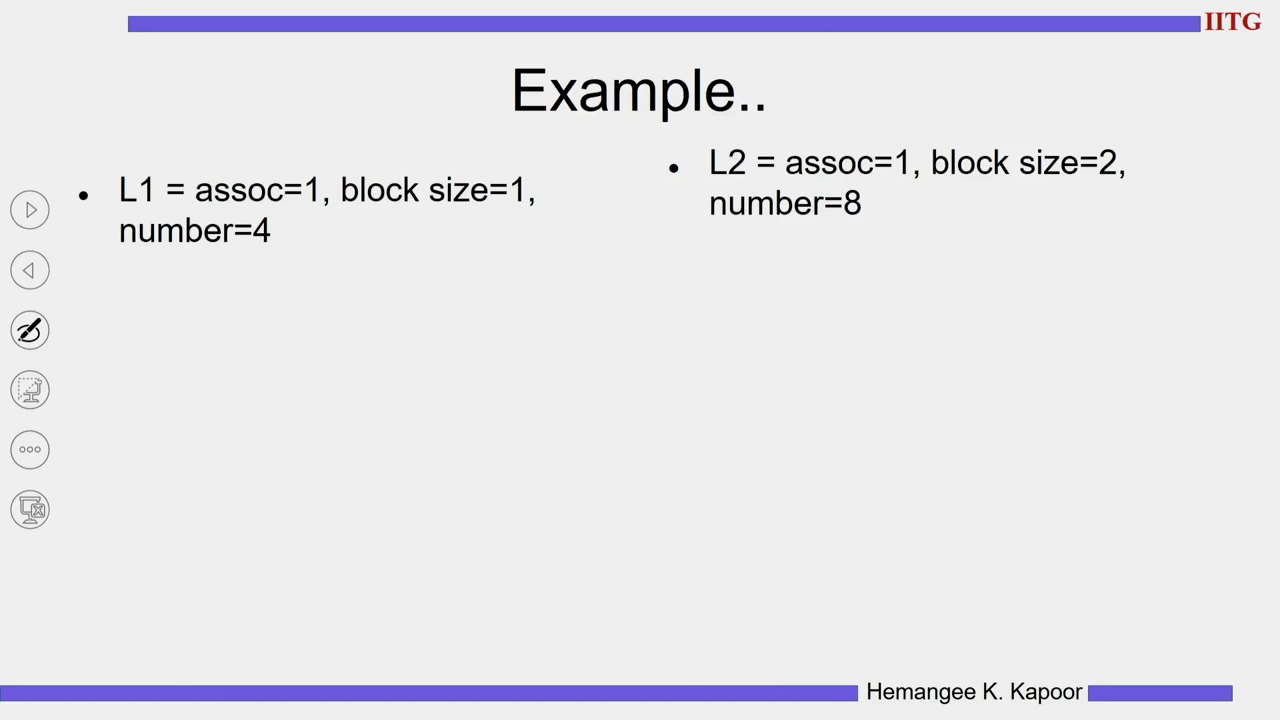 IITG
Example..
• L1 = assoc=1, block size=1,
number=4
• L2 = assoc=1, block size=2,
number=8
Hemangee K. Kapoor